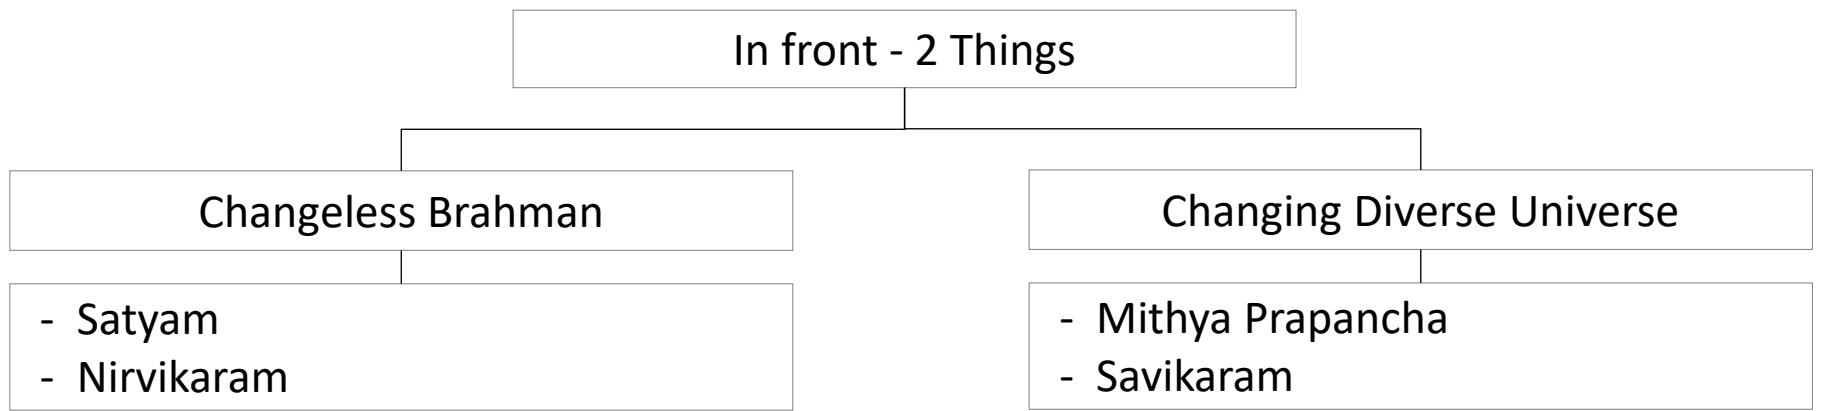 In front - 2 Things
Changeless Brahman
Changing Diverse Universe
- Satyam
- Nirvikaram
- Mithya Prapancha
- Savikaram